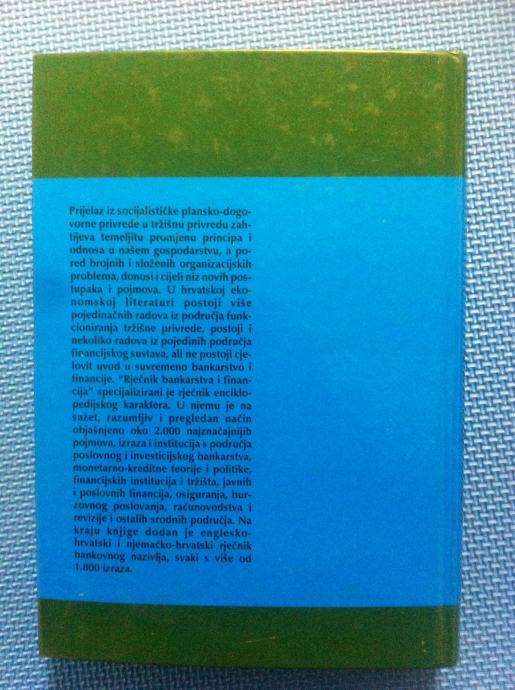 Prijelaz iz socijalističke plansko-dogo-
vorne privrede u tržišnu privredu zah-
tijeva temeljitu promjenu principa i
odnosa u našem gospodarstvu, a po-
red brojnih i složenih organizacijskih
problema, donosi i cijeli niz novih pos-
tupaka i pojmova. U hrvatskoj eko-
nomskoj literaturi postoji više
pojedinačnih radova iz područja funk-
cioniranja tržišne privrede, postoji i
nekoliko radova iz pojedinih područja
financijskog sustava, ali ne postoji cje-
lovit uvod u suvremeno bankarstvo i
financije. "Rječnik bankarstva i finan-
cija" specijalizirani je rječnik enciklo-
pedijskog karaktera. U njemu je na
sažet, razumljiv i pregledan način
objašnjeno oko 2.000 najznačajnijih
pojmova, izraza i institucija s područja
poslovnog i investicijskog bankarstva,
monetarno-kreditne teorije i politike,
financijskih institucija i tržišta, javnih
i poslovnih financija, osiguranja, bur-
zovnog poslovanja, računovodstva i
revizije i ostalih srodnih područja. Na
kraju knjige dodan je englesko-
hrvatski i njemačko-hrvatski rječnik
bankovnog nazivlja, svaki s više od
1.800 izraza.